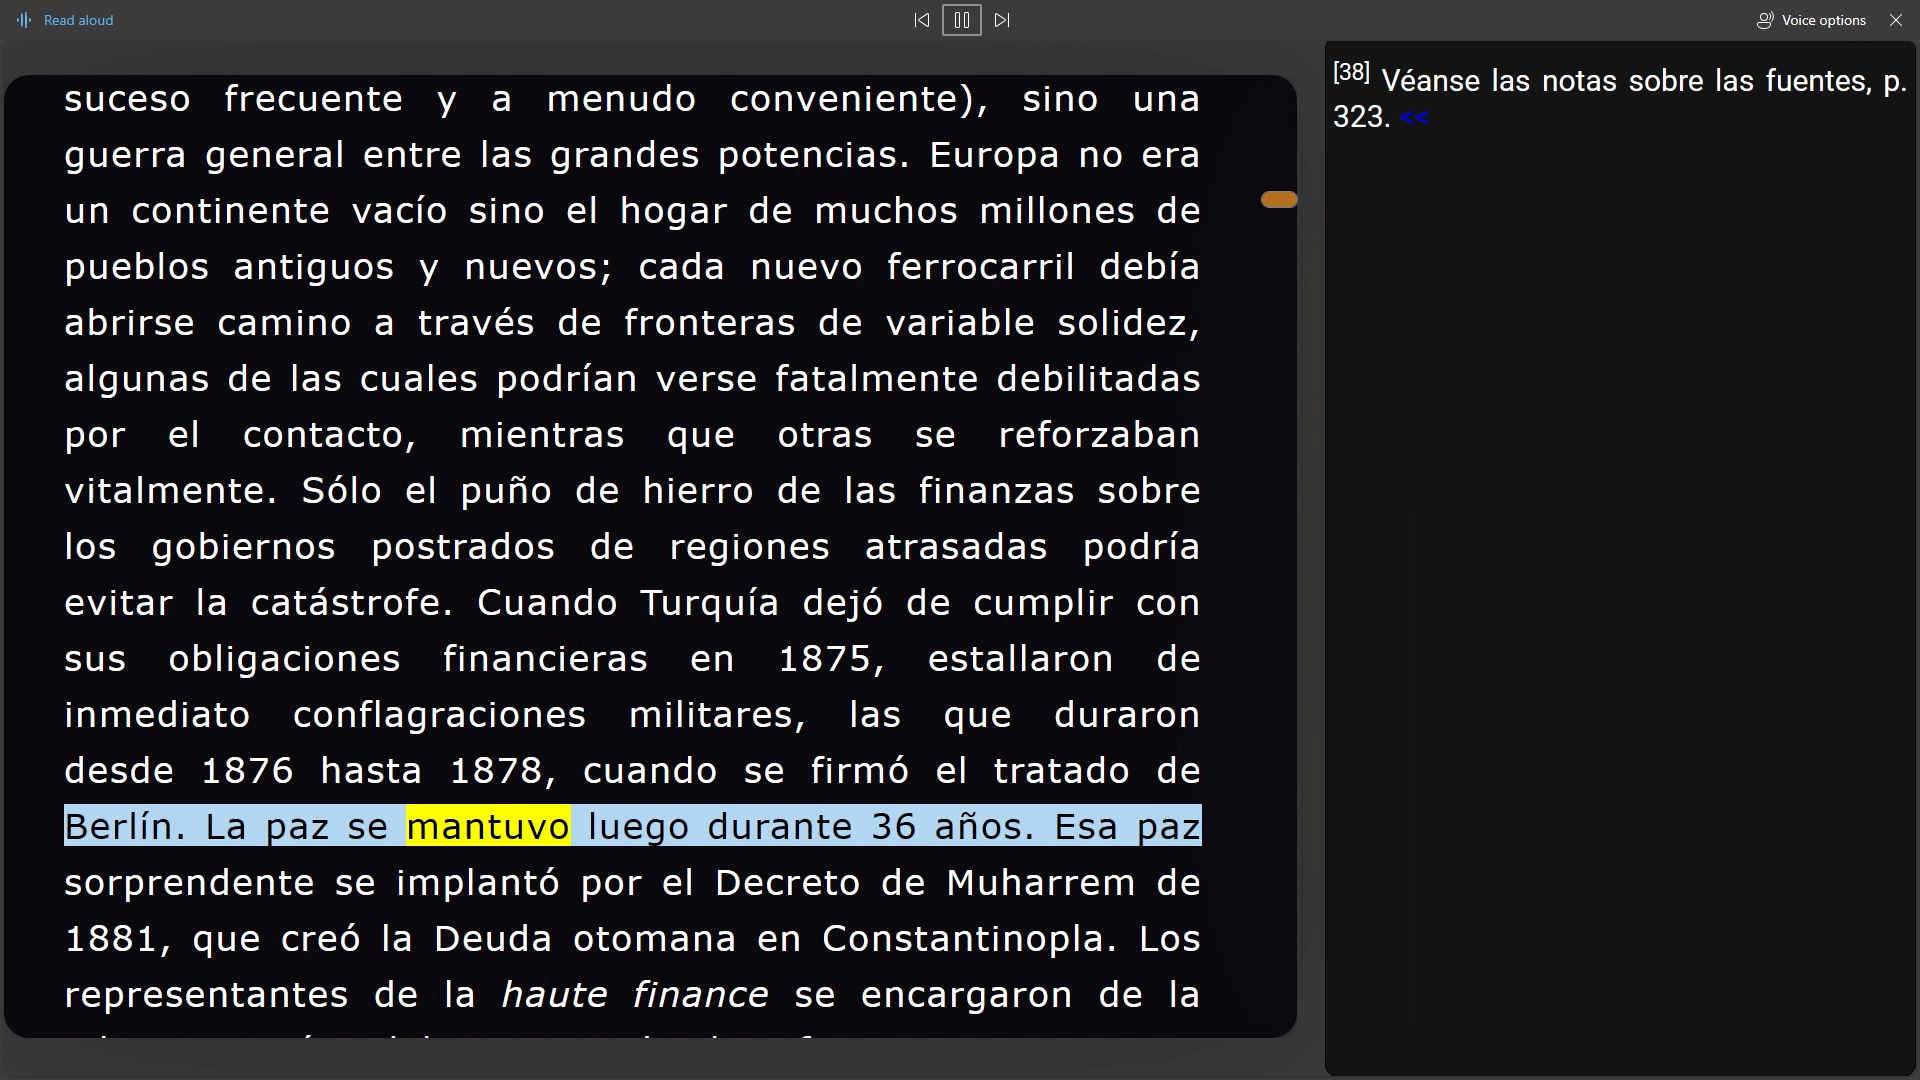 Read aloud
Voice options
suceso frecuente y a menudo conveniente), sino una
guerra general entre las grandes potencias. Europa no era
un continente vacío sino el hogar de muchos millones de
pueblos antiguos y nuevos; cada nuevo ferrocarril debía
abrirse camino a través de fronteras de variable solidez,
algunas de las cuales podrían verse fatalmente debilitadas
por el contacto, mientras que otras se reforzaban
vitalmente. Sólo el puño de hierro de las finanzas sobre
los gobiernos postrados de regiones atrasadas podría
evitar la catástrofe. Cuando Turquía dejó de cumplir con
sus obligaciones financieras en 1875, estallaron de
inmediato conflagraciones militares, las que duraron
desde 1876 hasta 1878, cuando se firmó el tratado de
Berlín. La paz se mantuvo luego durante 36 años. Esa paz
sorprendente se implantó por el Decreto de Muharrem de
1881, que creó la Deuda otomana en Constantinopla. Los
representantes de la haute finance se encargaron de la
[38] Véanse las notas sobre las fuentes, p.
323. <<